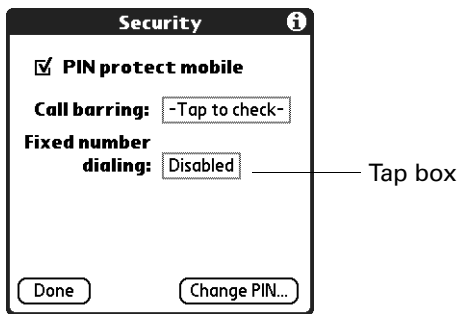 Security
PIN protect mobile
Call barring: -Tap to check-
Fixed number
dialing: Disabled
Tap box
Done Change PIN...